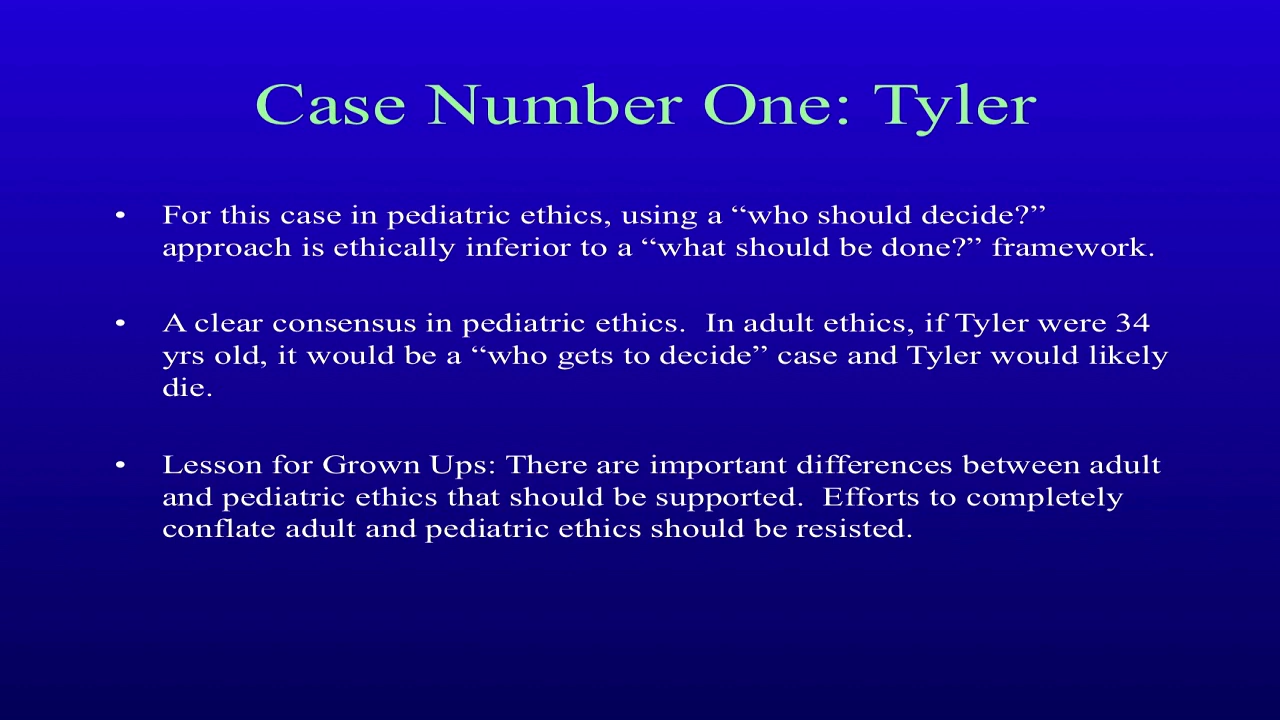 Case Number One: Tyler
• For this case in pediatric ethics, using a “who should decide?”
approach is ethically inferior to a “what should be done?” framework.
• A clear consensus in pediatric ethics.  In adult ethics, if Tyler were 34
yrs old, it would be a “who gets to decide” case and Tyler would likely
die.
• Lesson for Grown Ups: There are important differences between adult
and pediatric ethics that should be supported.  Efforts to completely
conflate adult and pediatric ethics should be resisted.